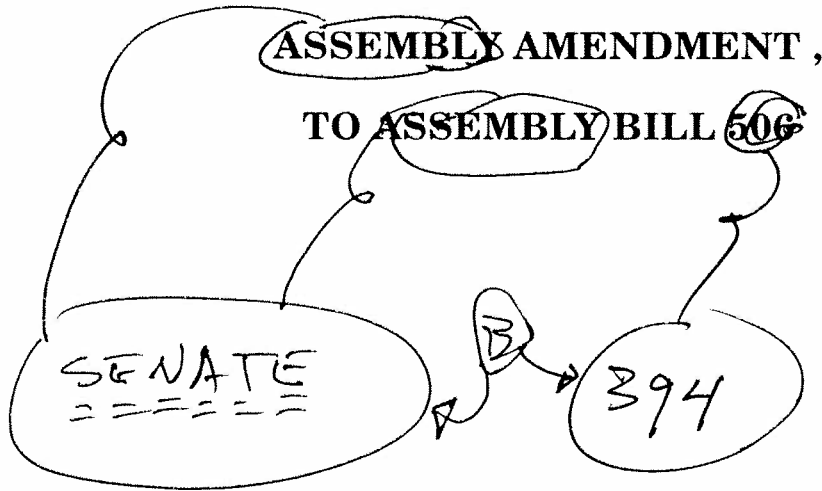 ASSEMBLY AMENDMENT ,
TO ASSEMBLY BILL 506
SENATE
B
394